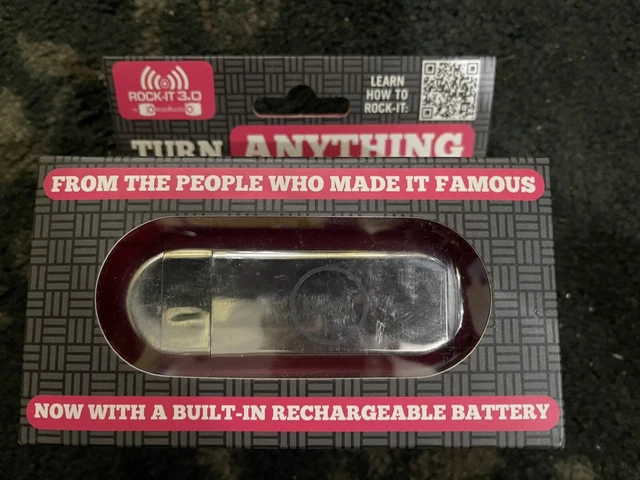 ROCK-IT 3.0
LEARN
HOW TO
ROCK-IT:
TURN ANYTHING
FROM THE PEOPLE WHO MADE IT FAMOUS
NOW WITH A BUILT-IN RECHARGEABLE BATTERY